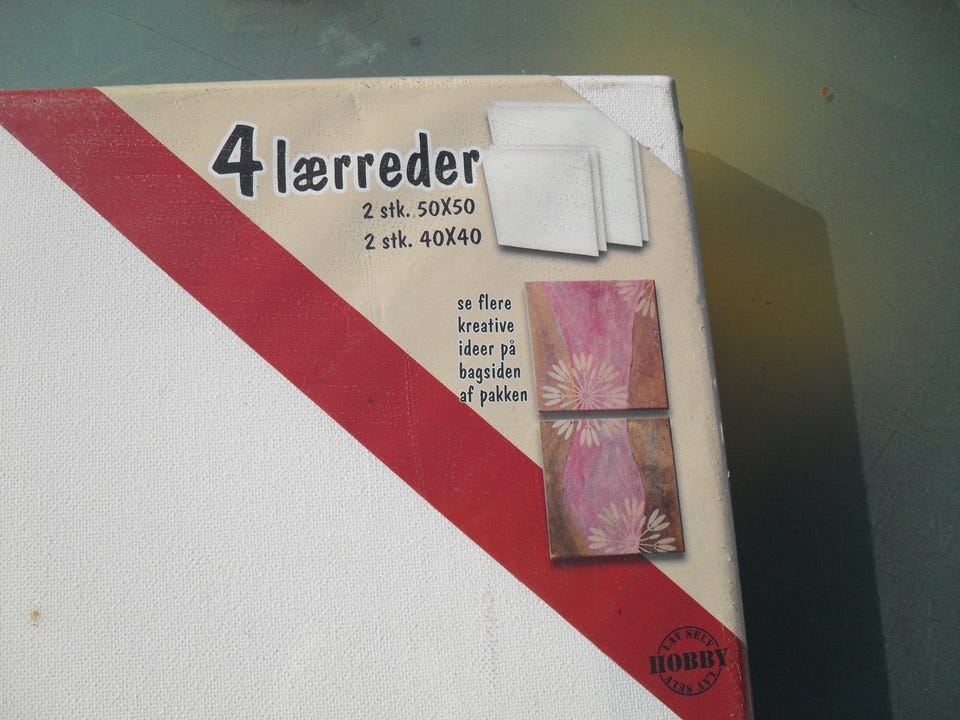 4 lærreder
2 stk. 50X50
2 stk. 40X40
se flere
kreative
ideer på
bagsiden
af pakken
LAV SELV
HOBBY
LAV SELV